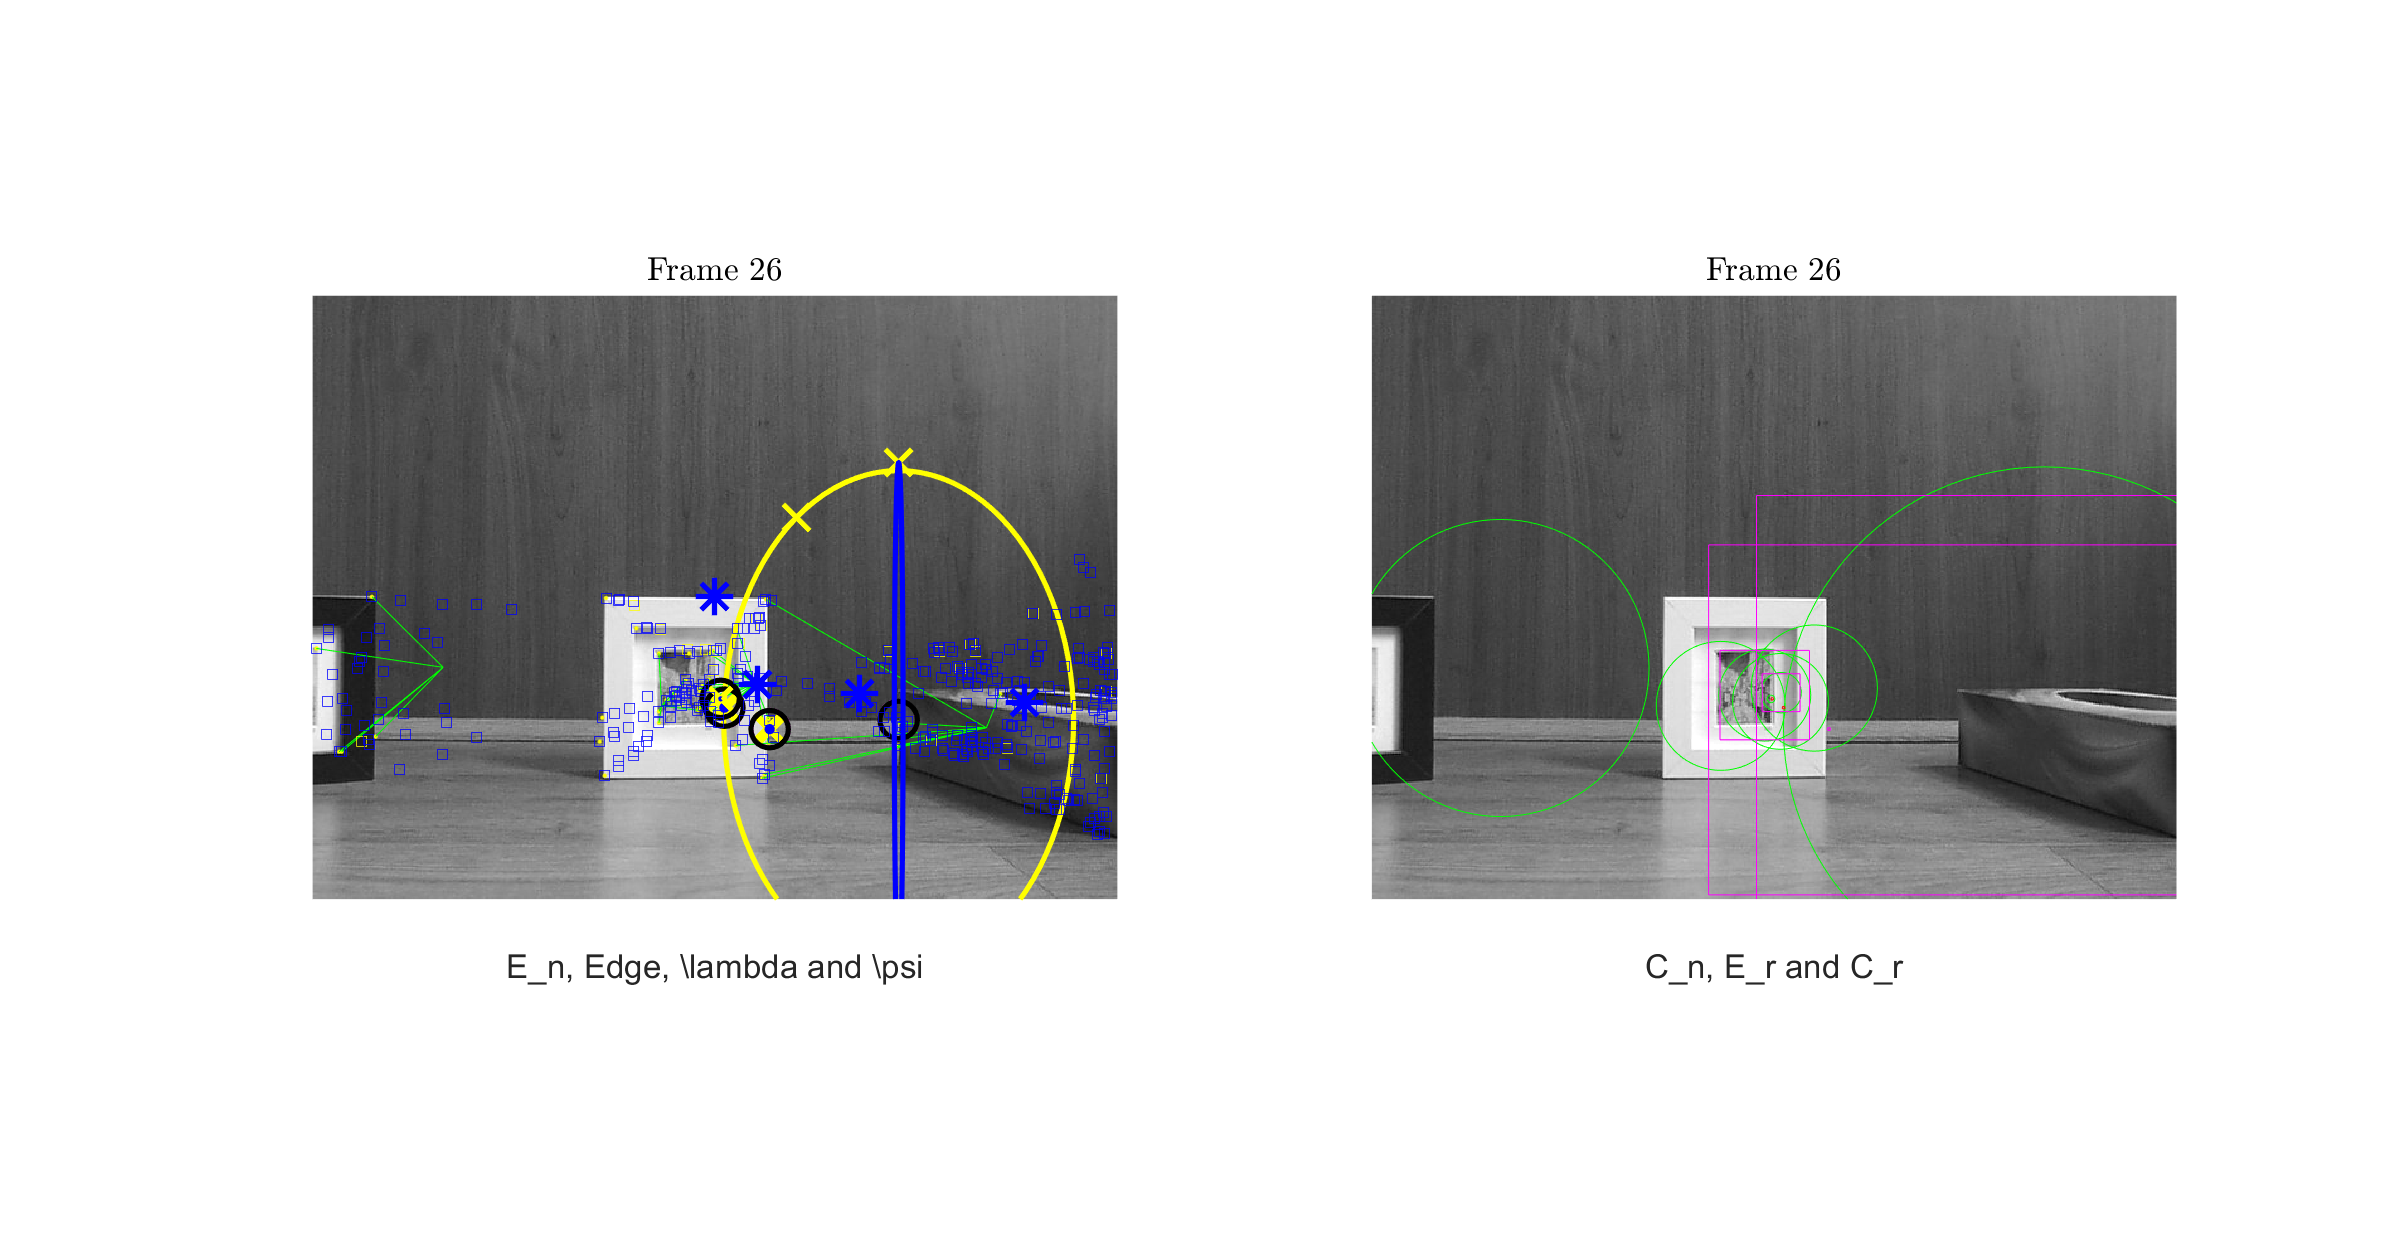 Frame 26
Frame 26
E_n, Edge, \lambda and \psi
C_n, E_r and C_r